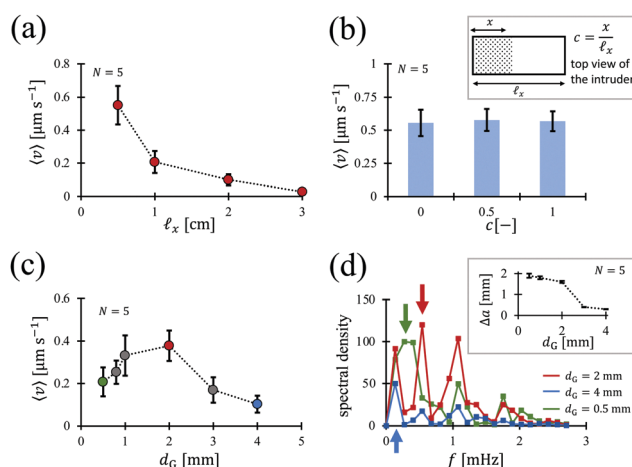 (a)
N = 5
⟨v⟩ [μm s⁻¹]
0.8
0.6
0.4
0.2
0
0 1 2 3
ℓx [cm]
(b)
N = 5
x
c = x/ℓx
top view of
the intruder
ℓx
⟨v⟩ [μm s⁻¹]
1
0.75
0.5
0.25
0
0 0.5 1
c[−]
(c)
N = 5
⟨v⟩ [μm s⁻¹]
0.6
0.4
0.2
0
0 1 2 3 4 5
dG [mm]
(d)
N = 5
Δa [mm]
2
1
0
0 2 4
dG [mm]
spectral density
150
100
50
0
dG = 2 mm
dG = 4 mm
dG = 0.5 mm
0 1 2 3
f [mHz]